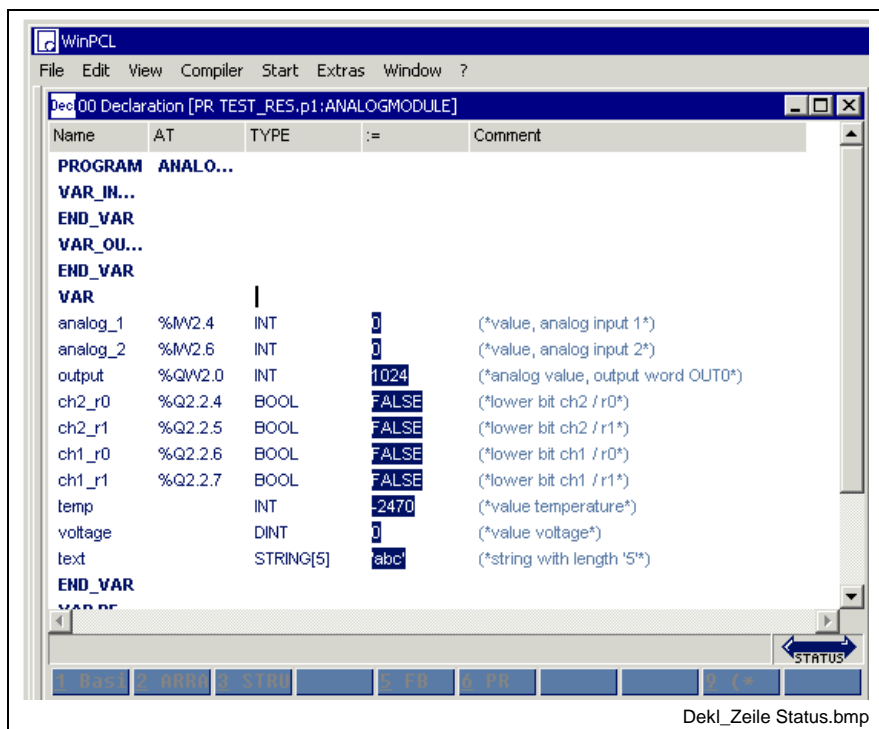 WinPCL
File Edit View Compiler Start Extras Window ?
Decl 00 Declaration [PR TEST_RES.p1:ANALOGMODULE]
Name AT TYPE := Comment
PROGRAM ANALO...
VAR_IN...
END_VAR
VAR_OU...
END_VAR
VAR
analog_1 %IW2.4 INT 0 (*value, analog input 1*)
analog_2 %IW2.6 INT 0 (*value, analog input 2*)
output %QW2.0 INT 1024 (*analog value, output word OUT0*)
ch2_r0 %Q2.2.4 BOOL FALSE (*lower bit ch2 / r0*)
ch2_r1 %Q2.2.5 BOOL FALSE (*lower bit ch2 / r1*)
ch1_r0 %Q2.2.6 BOOL FALSE (*lower bit ch1 / r0*)
ch1_r1 %Q2.2.7 BOOL FALSE (*lower bit ch1 / r1*)
temp INT -2470 (*value temperature*)
voltage DINT 0 (*value voltage*)
text STRING[5] 'abc' (*string with length '5'*)
END_VAR
STATUS
1 Basi 2 ARRA 3 STRU 5 FB 6 PR 9 (*
Dekl_Zeile Status.bmp